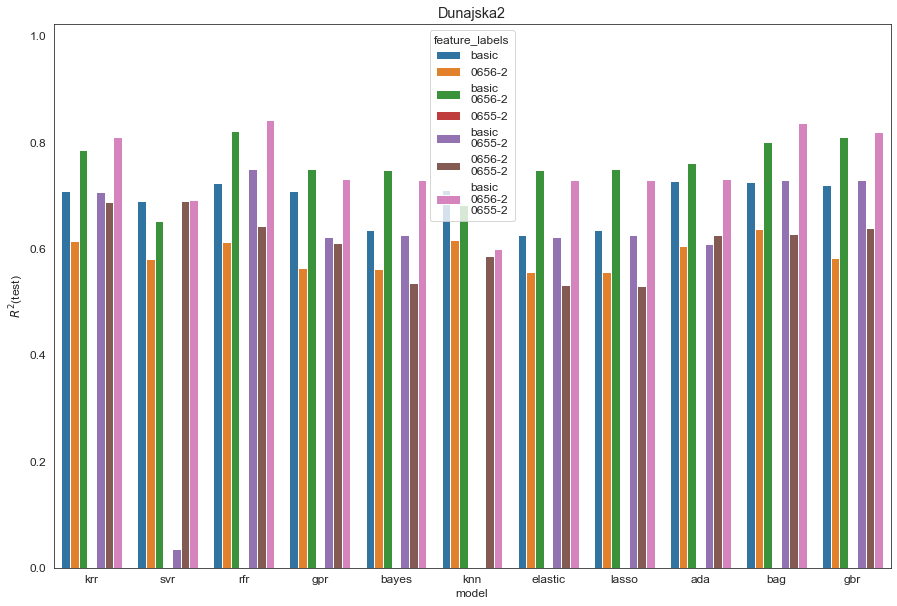 Dunajska2
feature_labels
basic
0656-2
basic
0656-2
0655-2
basic
0655-2
0656-2
0655-2
basic
0656-2
0655-2
R²(test)
1.0
0.8
0.6
0.4
0.2
0.0
krr svr rfr gpr bayes knn elastic lasso ada bag gbr
model